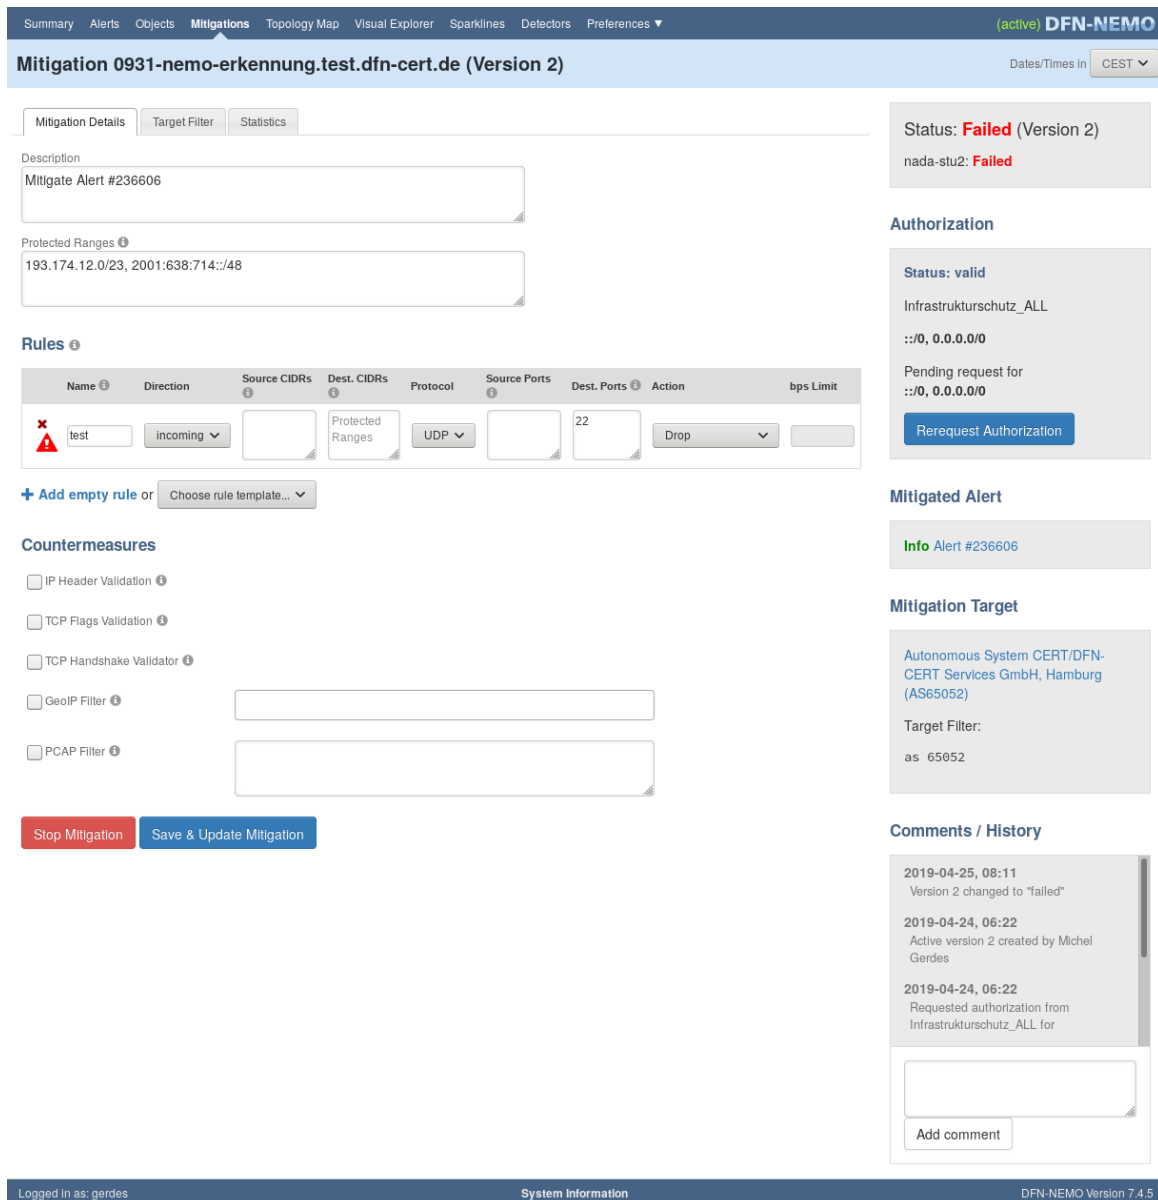 Summary Alerts Objects Mitigations Topology Map Visual Explorer Sparklines Detectors Preferences ▼ (active) DFN-NEMO
Mitigation 0931-nemo-erkennung.test.dfn-cert.de (Version 2) Dates/Times in CEST
Mitigation Details Target Filter Statistics
Description
Mitigate Alert #236606
Protected Ranges
193.174.12.0/23, 2001:638:714::/48
Rules
Name Direction Source CIDRs Dest. CIDRs Protocol Source Ports Dest. Ports Action bps Limit
test incoming Protected Ranges UDP 22 Drop
Add empty rule or Choose rule template...
Countermeasures
IP Header Validation
TCP Flags Validation
TCP Handshake Validator
GeoIP Filter
PCAP Filter
Stop Mitigation Save & Update Mitigation
Status: Failed (Version 2)
nada-stu2: Failed
Authorization
Status: valid
Infrastrukturschutz_ALL
::/0, 0.0.0.0/0
Pending request for
::/0, 0.0.0.0/0
Rerequest Authorization
Mitigated Alert
Info Alert #236606
Mitigation Target
Autonomous System CERT/DFN-
CERT Services GmbH, Hamburg
(AS65052)
Target Filter:
as 65052
Comments / History
2019-04-25, 08:11
Version 2 changed to "failed"
2019-04-24, 06:22
Active version 2 created by Michel
Gerdes
2019-04-24, 06:22
Requested authorization from
Infrastrukturschutz_ALL for
Add comment
Logged in as: gerdes System Information DFN-NEMO Version 7.4.5